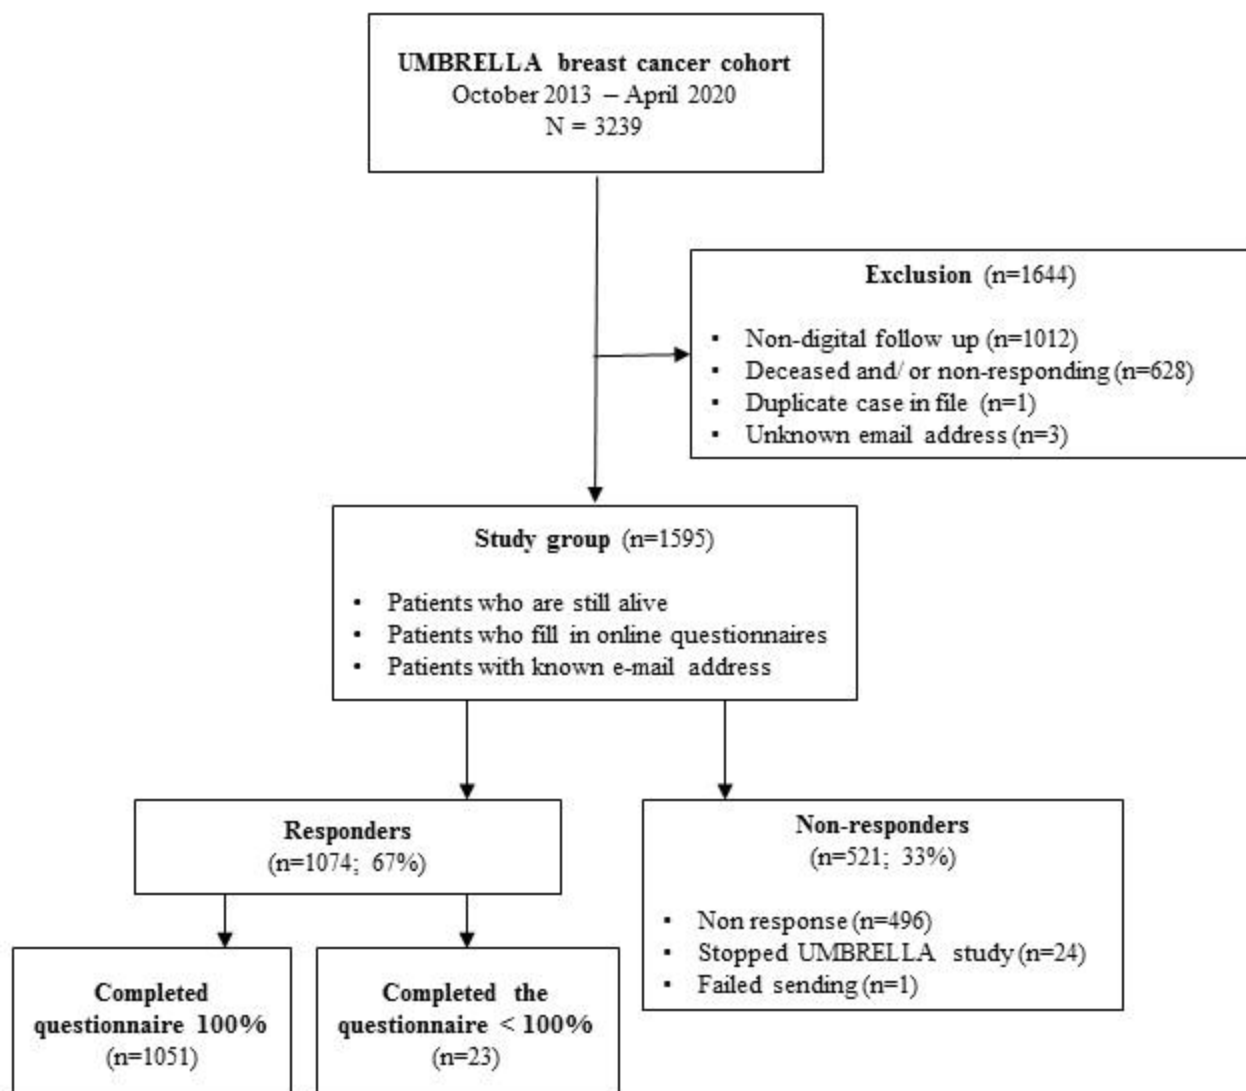 UMBRELLA breast cancer cohort
October 2013 – April 2020
N = 3239
Exclusion (n=1644)
▪ Non-digital follow up (n=1012)
▪ Deceased and/ or non-responding (n=628)
▪ Duplicate case in file (n=1)
▪ Unknown email address (n=3)
Study group (n=1595)
▪ Patients who are still alive
▪ Patients who fill in online questionnaires
▪ Patients with known e-mail address
Responders
(n=1074; 67%)
Non-responders
(n=521; 33%)
▪ Non response (n=496)
▪ Stopped UMBRELLA study (n=24)
▪ Failed sending (n=1)
Completed
questionnaire 100%
(n=1051)
Completed the
questionnaire < 100%
(n=23)